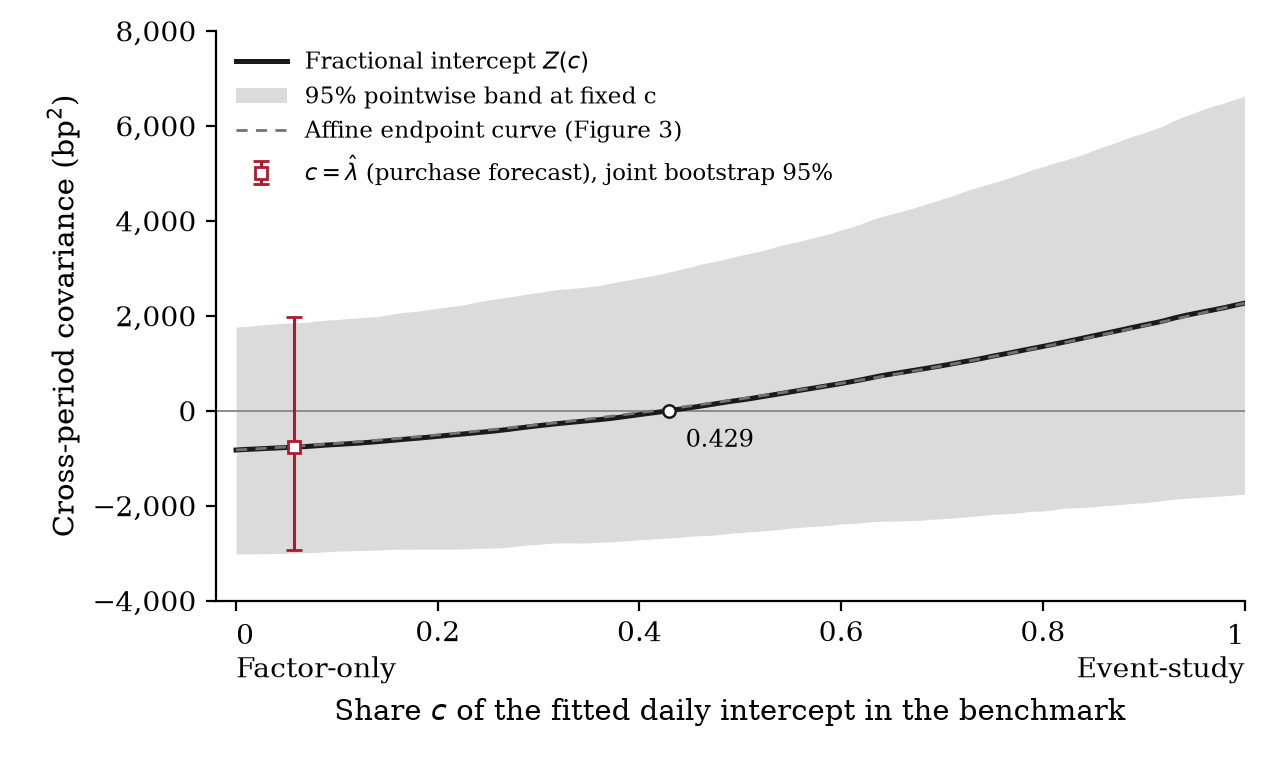 8,000
6,000
4,000
2,000
0
−2,000
−4,000
Cross-period covariance (bp²)
Fractional intercept Z(c)
95% pointwise band at fixed c
Affine endpoint curve (Figure 3)
c = λ̂ (purchase forecast), joint bootstrap 95%
0.429
0 0.2 0.4 0.6 0.8 1
Factor-only Event-study
Share c of the fitted daily intercept in the benchmark